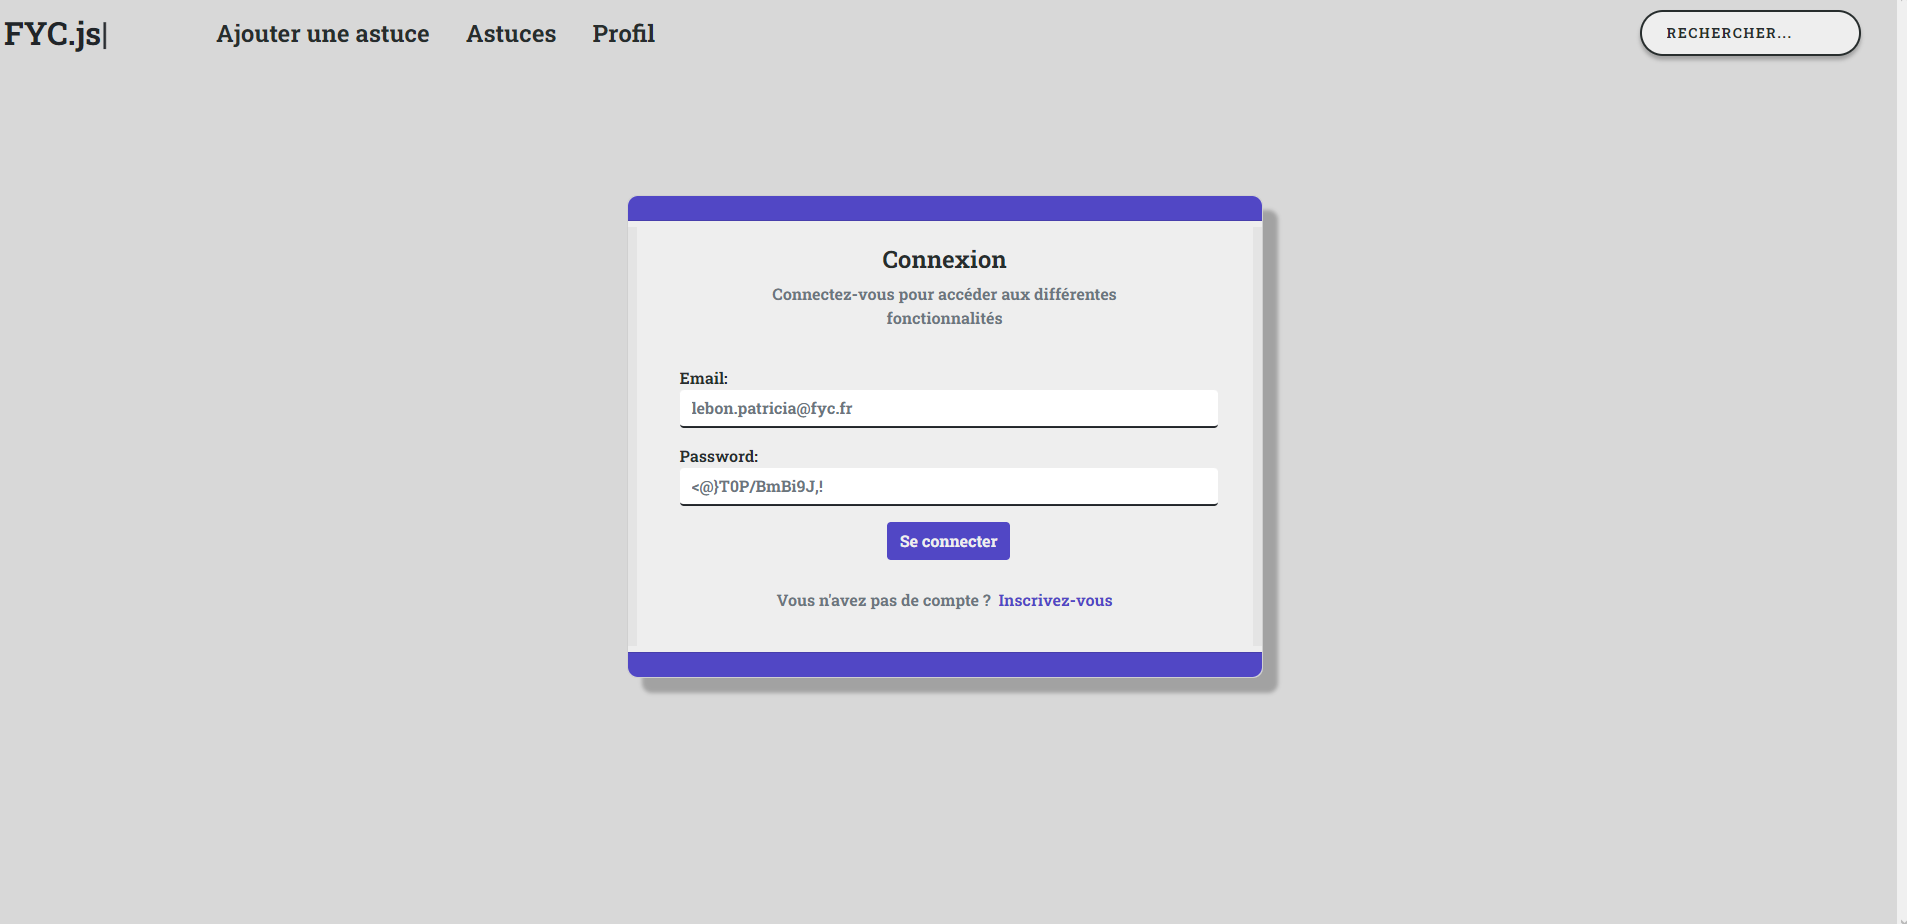 FYC.js|
Ajouter une astuce Astuces Profil
RECHERCHER...
Connexion
Connectez-vous pour accéder aux différentes
fonctionnalités
Email:
lebon.patricia@fyc.fr
Password:
<@}T0P/BmBi9J,!
Se connecter
Vous n'avez pas de compte ? Inscrivez-vous